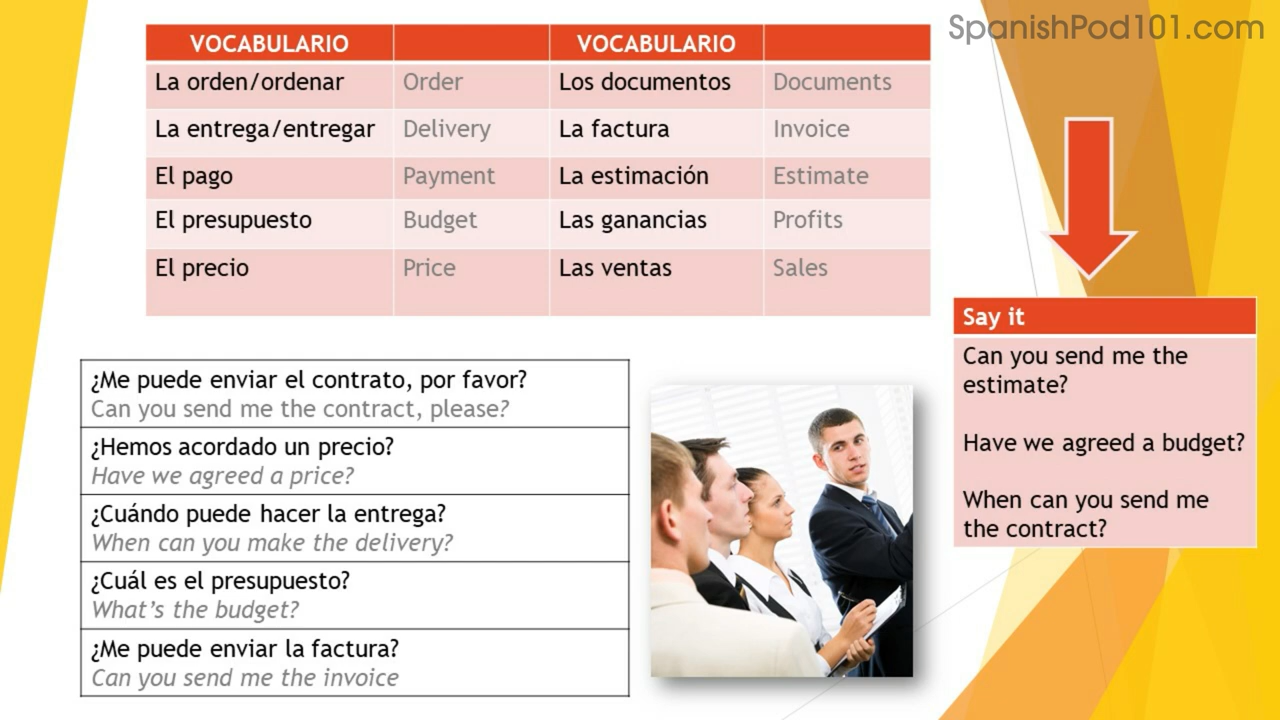 SpanishPod101.com
VOCABULARIO VOCABULARIO
La orden/ordenar Order Los documentos Documents
La entrega/entregar Delivery La factura Invoice
El pago Payment La estimación Estimate
El presupuesto Budget Las ganancias Profits
El precio Price Las ventas Sales
¿Me puede enviar el contrato, por favor?
Can you send me the contract, please?
¿Hemos acordado un precio?
Have we agreed a price?
¿Cuándo puede hacer la entrega?
When can you make the delivery?
¿Cuál es el presupuesto?
What's the budget?
¿Me puede enviar la factura?
Can you send me the invoice
Say it
Can you send me the
estimate?
Have we agreed a budget?
When can you send me
the contract?